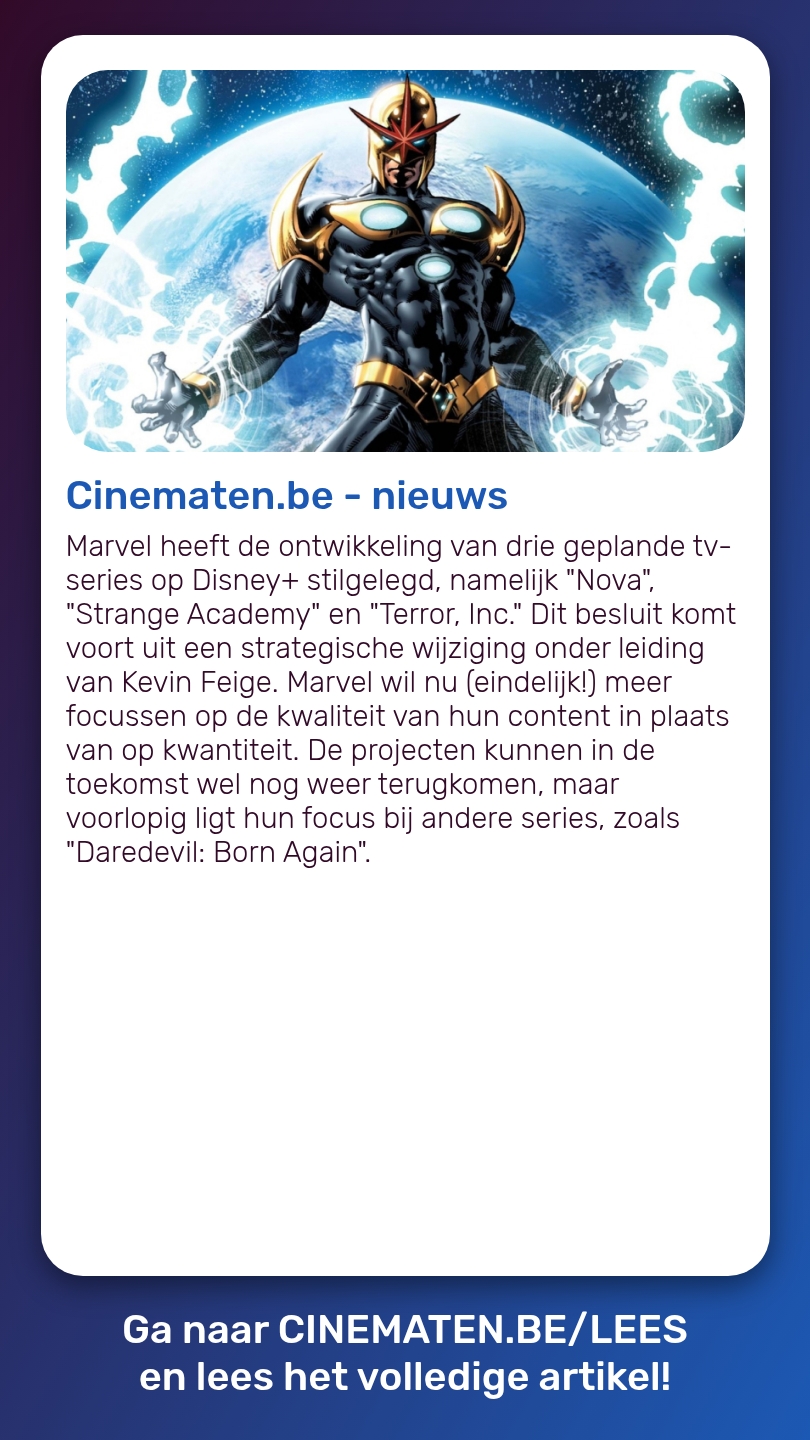 Cinematen.be - nieuws
Marvel heeft de ontwikkeling van drie geplande tv-
series op Disney+ stilgelegd, namelijk "Nova",
"Strange Academy" en "Terror, Inc." Dit besluit komt
voort uit een strategische wijziging onder leiding
van Kevin Feige. Marvel wil nu (eindelijk!) meer
focussen op de kwaliteit van hun content in plaats
van op kwantiteit. De projecten kunnen in de
toekomst wel nog weer terugkomen, maar
voorlopig ligt hun focus bij andere series, zoals
"Daredevil: Born Again".
Ga naar CINEMATEN.BE/LEES
en lees het volledige artikel!